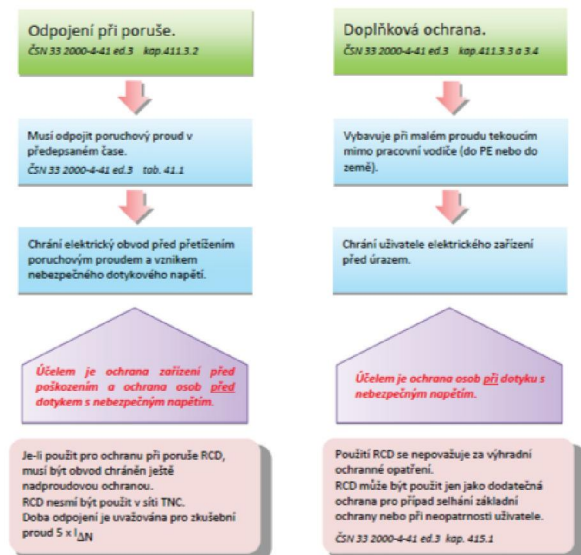 Odpojení při poruše.
ČSN 33 2000-4-41 ed.3 kap.411.3.2
Musí odpojit poruchový proud v
předepsaném čase.
ČSN 33 2000-4-41 ed.3 tab. 41.1
Chrání elektrický obvod před přetížením
poruchovým proudem a vznikem
nebezpečného dotykového napětí.
Účelem je ochrana zařízení před
poškozením a ochrana osob před
dotykem s nebezpečným napětím.
Je-li použit pro ochranu při poruše RCD,
musí být obvod chráněn ještě
nadproudovou ochranou.
RCD nesmí být použit v síti TNC.
Doba odpojení je uvažována pro zkušební
proud 5 x I∆N
Doplňková ochrana.
ČSN 33 2000-4-41 ed.3 kap.411.3.3 a 3.4
Vybavuje při malém proudu tekoucím
mimo pracovní vodiče (do PE nebo do
země).
Chrání uživatele elektrického zařízení
před úrazem.
Účelem je ochrana osob při dotyku s
nebezpečným napětím.
Použití RCD se nepovažuje za výhradní
ochranné opatření.
RCD může být použit jen jako dodatečná
ochrana pro případ selhání základní
ochrany nebo při neopatrnosti uživatele.
ČSN 33 2000-4-41 ed.3 kap. 415.1